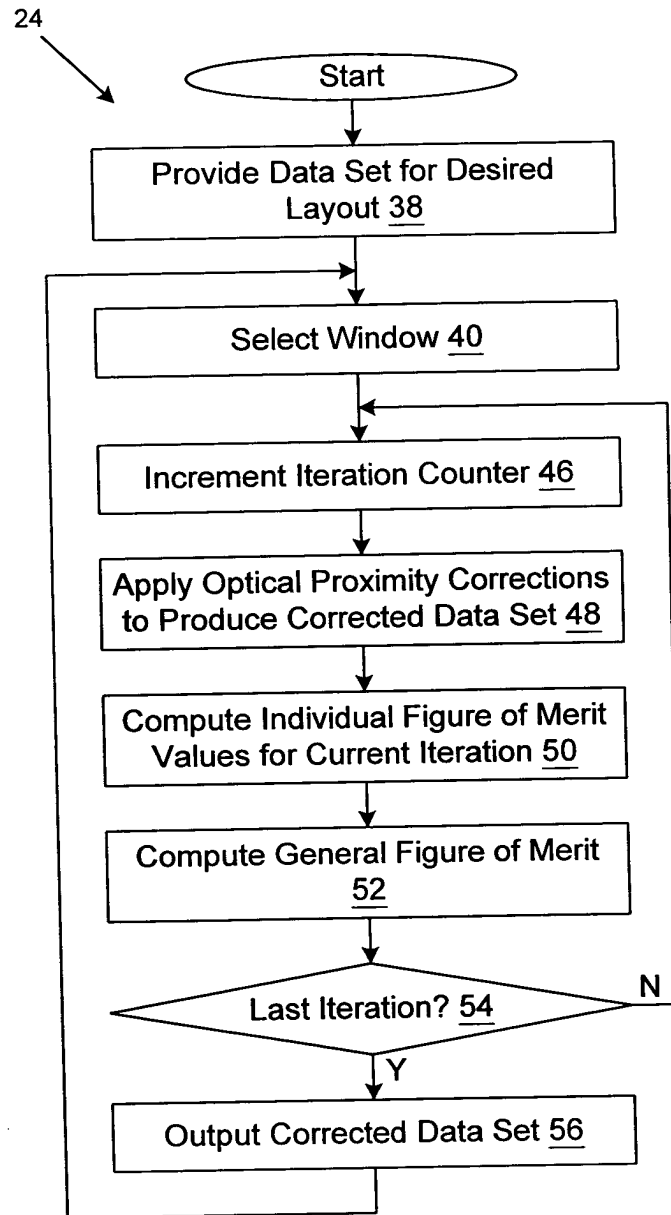 24
Start
Provide Data Set for Desired
Layout 38
Select Window 40
Increment Iteration Counter 46
Apply Optical Proximity Corrections
to Produce Corrected Data Set 48
Compute Individual Figure of Merit
Values for Current Iteration 50
Compute General Figure of Merit
52
Last Iteration? 54
N
Y
Output Corrected Data Set 56